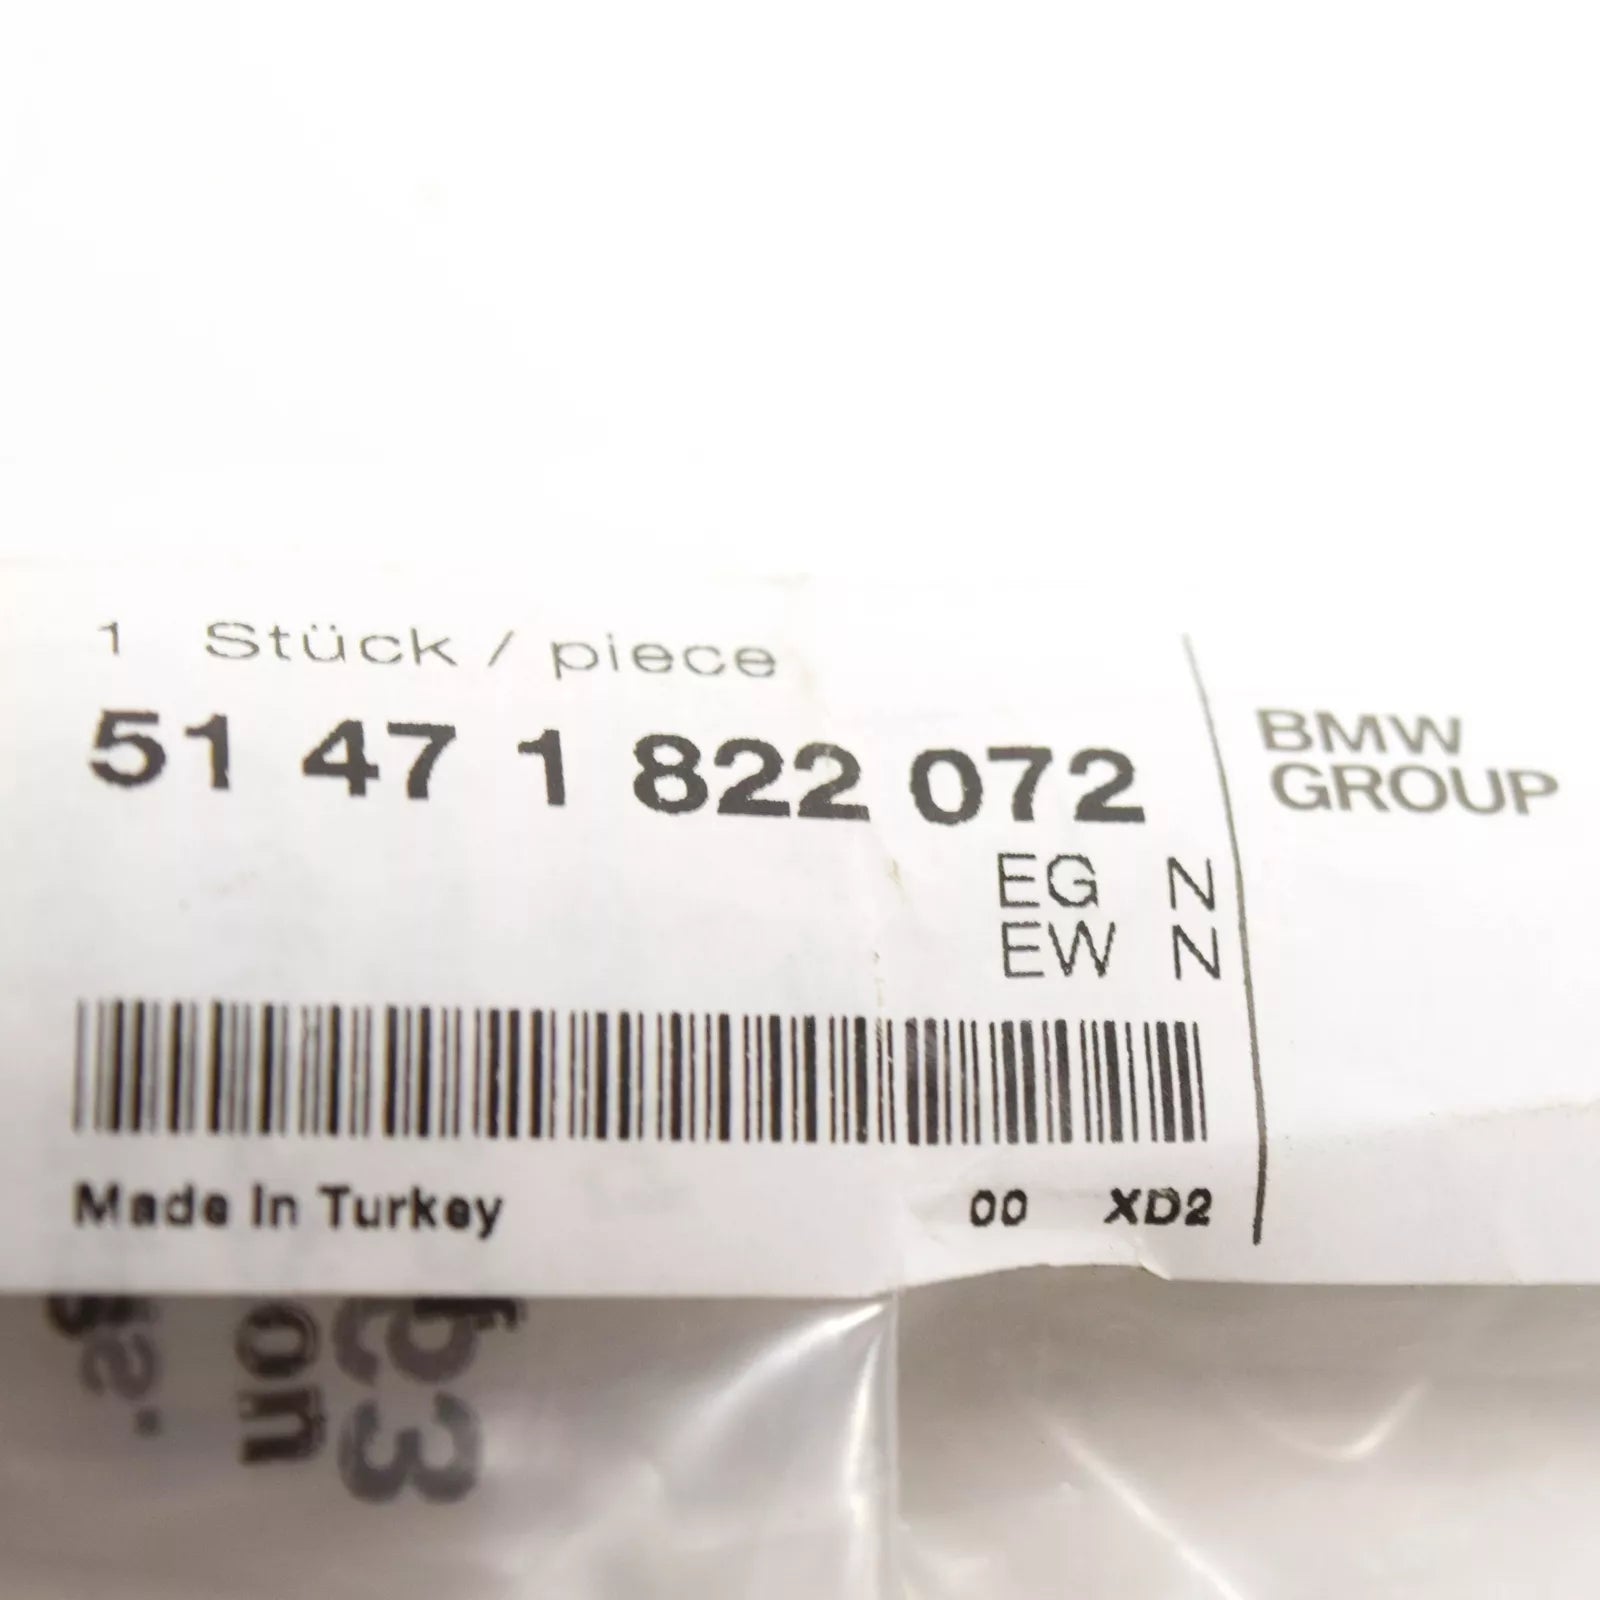 1 Stück / piece
51 47 1 822 072
EG N
EW N
BMW
GROUP
Made In Turkey
00 XD2